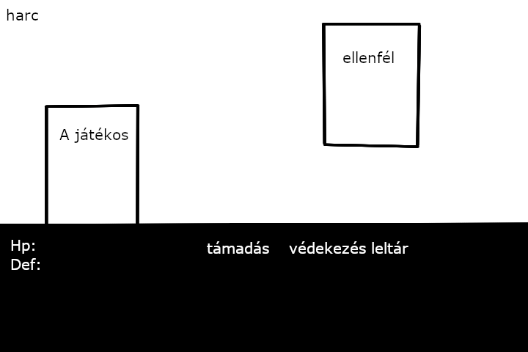 harc
ellenfél
A játékos
Hp:
támadás védekezés leltár
Def: